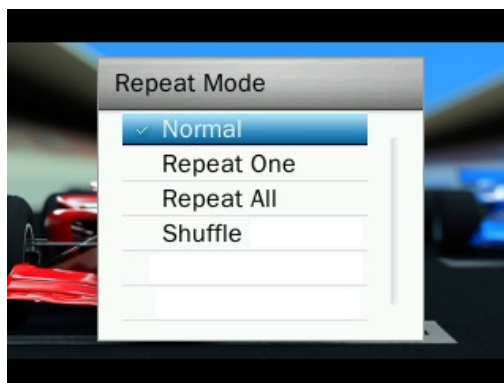 Repeat Mode
Normal
Repeat One
Repeat All
Shuffle